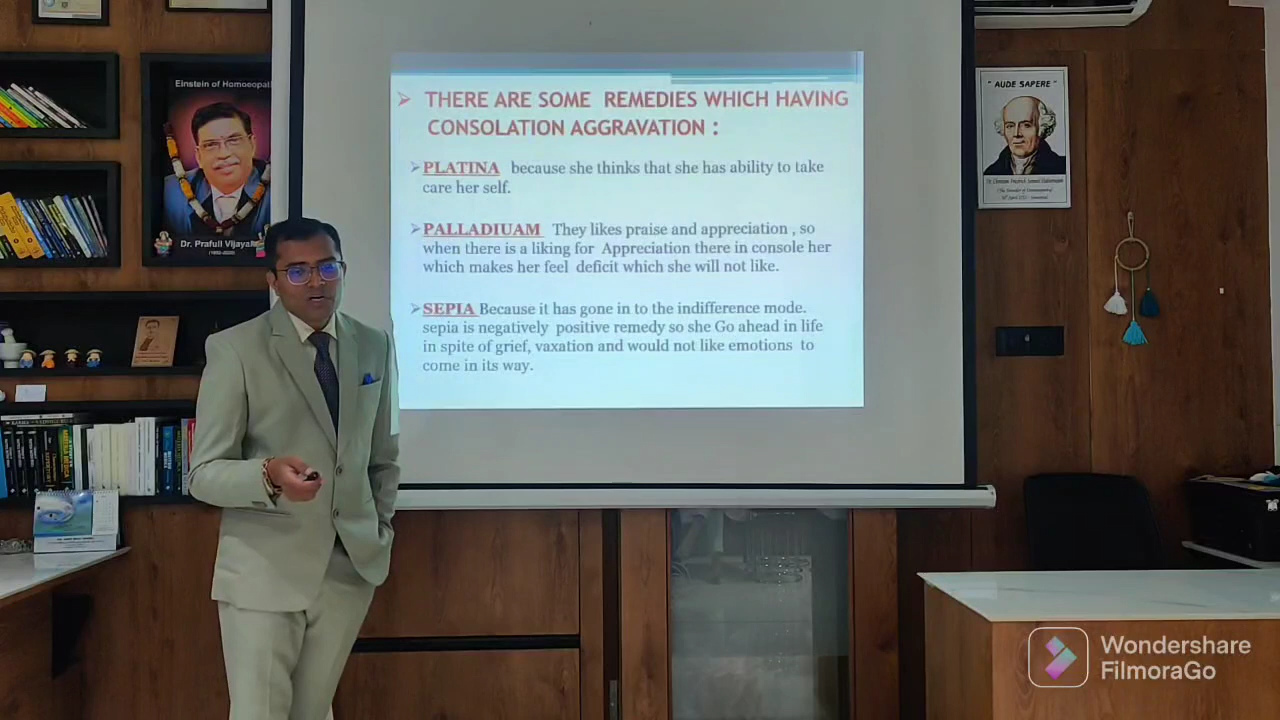 Einstein of Homoeopat
Dr. Prafull Vijaya
➢ THERE ARE SOME REMEDIES WHICH HAVING
CONSOLATION AGGRAVATION :
➢PLATINA because she thinks that she has ability to take
care her self.
➢PALLADIUAM They likes praise and appreciation , so
when there is a liking for Appreciation there in console her
which makes her feel deficit which she will not like.
➢SEPIA Because it has gone in to the indifference mode.
sepia is negatively positive remedy so she Go ahead in life
in spite of grief, vaxation and would not like emotions to
come in its way.
" AUDE SAPERE "
MATERIA MEDICA
Wondershare
FilmoraGo